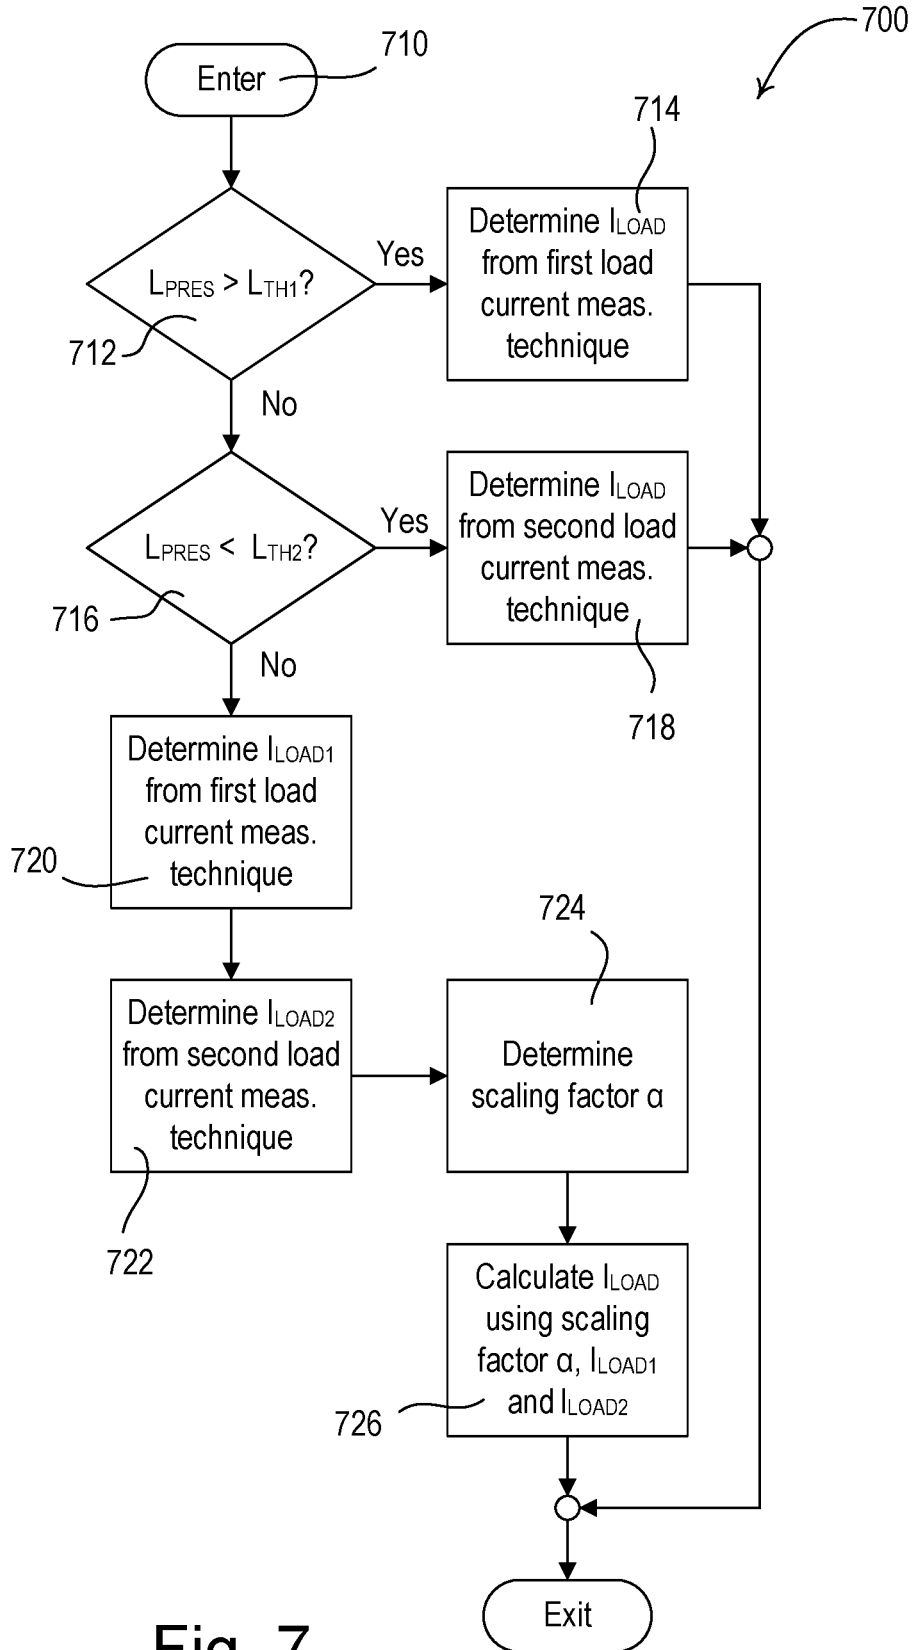 700
710
Enter
714
Determine ILOAD
from first load
current meas.
technique
Yes
LPRES > LTH1?
712
No
Determine ILOAD
from second load
current meas.
technique
Yes
LPRES < LTH2?
716
718
No
Determine ILOAD1
from first load
current meas.
technique
720
724
Determine ILOAD2
from second load
current meas.
technique
722
Determine
scaling factor α
Calculate ILOAD
using scaling
factor α, ILOAD1
and ILOAD2
726
Exit
Fig. 7